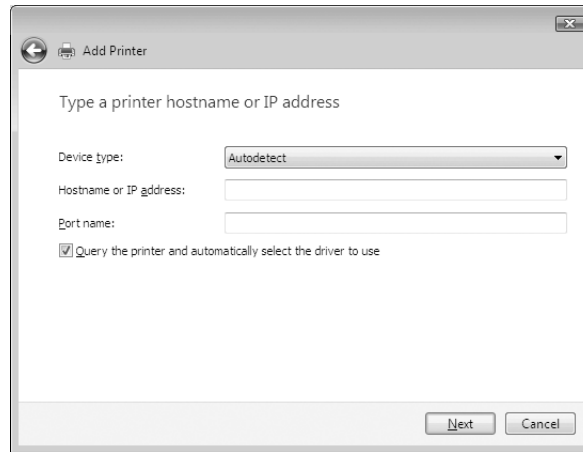 Add Printer
Type a printer hostname or IP address
Device type: Autodetect
Hostname or IP address:
Port name:
Query the printer and automatically select the driver to use
Next Cancel